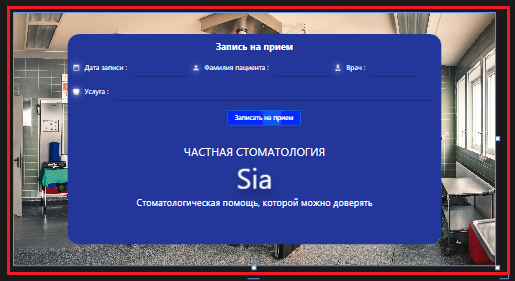 Запись на прием
Дата записи : Фамилия пациента : Врач :
Услуга :
Записать на прием
ЧАСТНАЯ СТОМАТОЛОГИЯ
Sia
Стоматологическая помощь, которой можно доверять